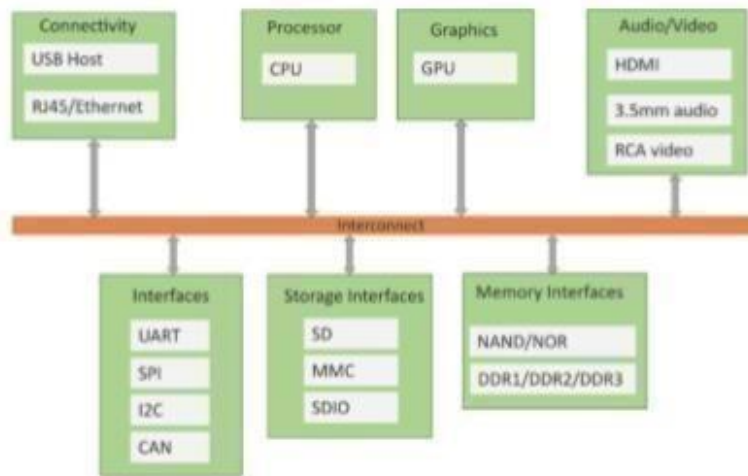 Connectivity
USB Host
RJ45/Ethernet
Processor
CPU
Graphics
GPU
Audio/Video
HDMI
3.5mm audio
RCA video
Interconnect
Interfaces
UART
SPI
I2C
CAN
Storage Interfaces
SD
MMC
SDIO
Memory Interfaces
NAND/NOR
DDR1/DDR2/DDR3